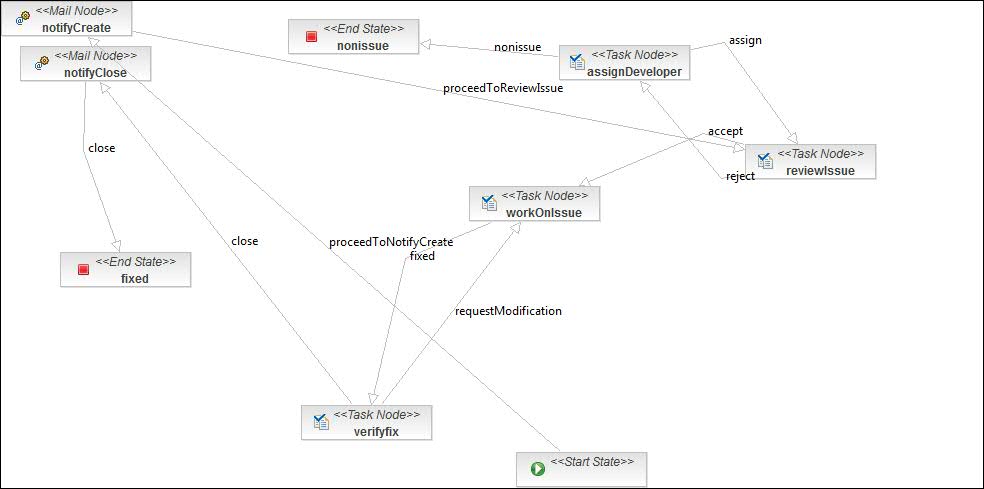 <<Mail Node>>
notifyCreate
<<End State>>
nonissue
nonissue
<<Task Node>>
assignDeveloper
assign
<<Mail Node>>
notifyClose
proceedToReviewIssue
accept
close
<<Task Node>>
reviewIssue
reject
<<Task Node>>
workOnIssue
close
proceedToNotifyCreate
fixed
<<End State>>
fixed
requestModification
<<Task Node>>
verifyfix
<<Start State>>